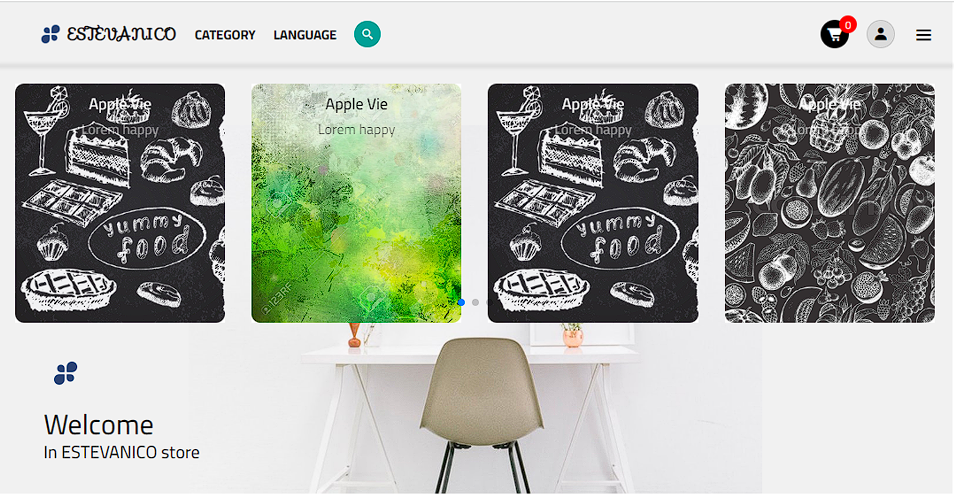 ESTEVANICO CATEGORY LANGUAGE 0
Apple Vie
Lorem happy
yummy
food
Apple Vie
Lorem happy
123RF
Apple Vie
Lorem happy
yummy
food
Apple Vie
Lorem happy
Welcome
In ESTEVANICO store